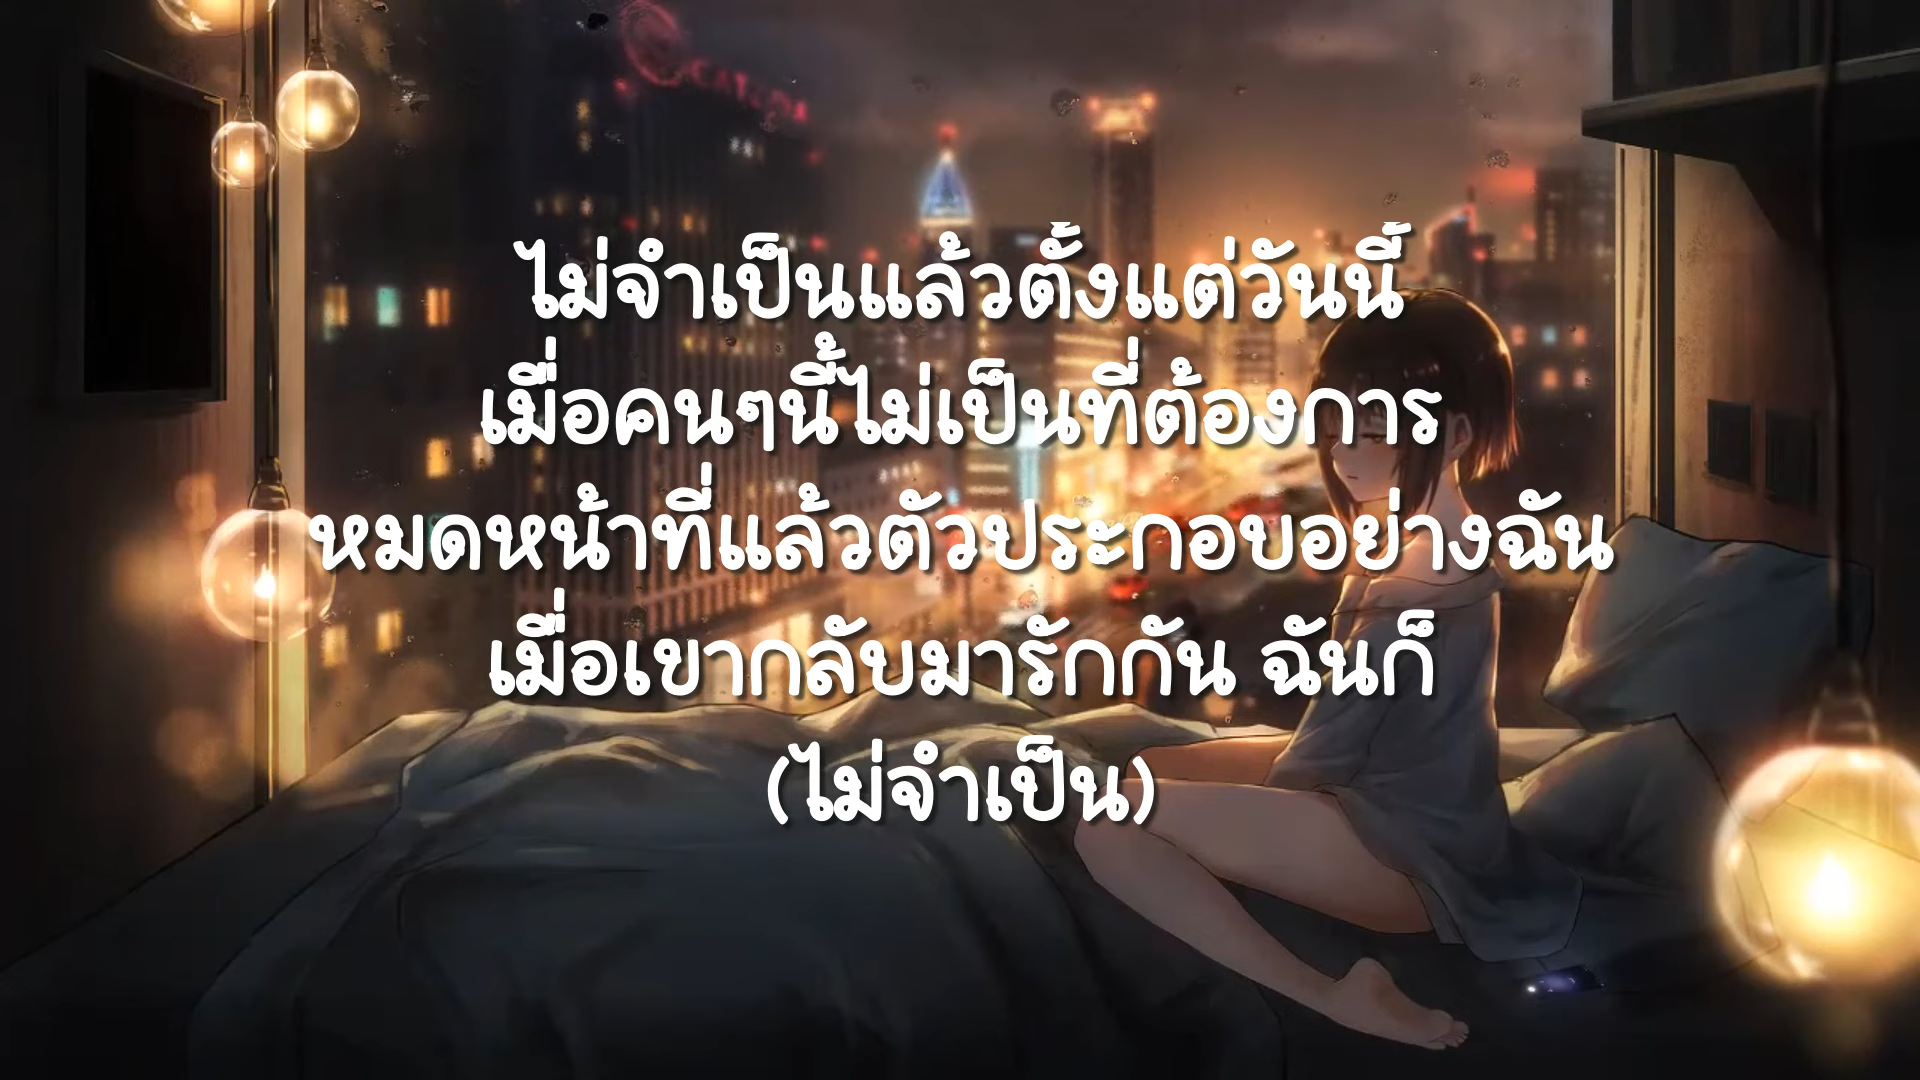 ไม่จำเป็นแล้วตั้งแต่วันนี้
เมื่อคนๆนี้ไม่เป็นที่ต้องการ
หมดหน้าที่แล้วตัวประกอบอย่างฉัน
เมื่อเขากลับมารักกัน ฉันก็
(ไม่จำเป็น)